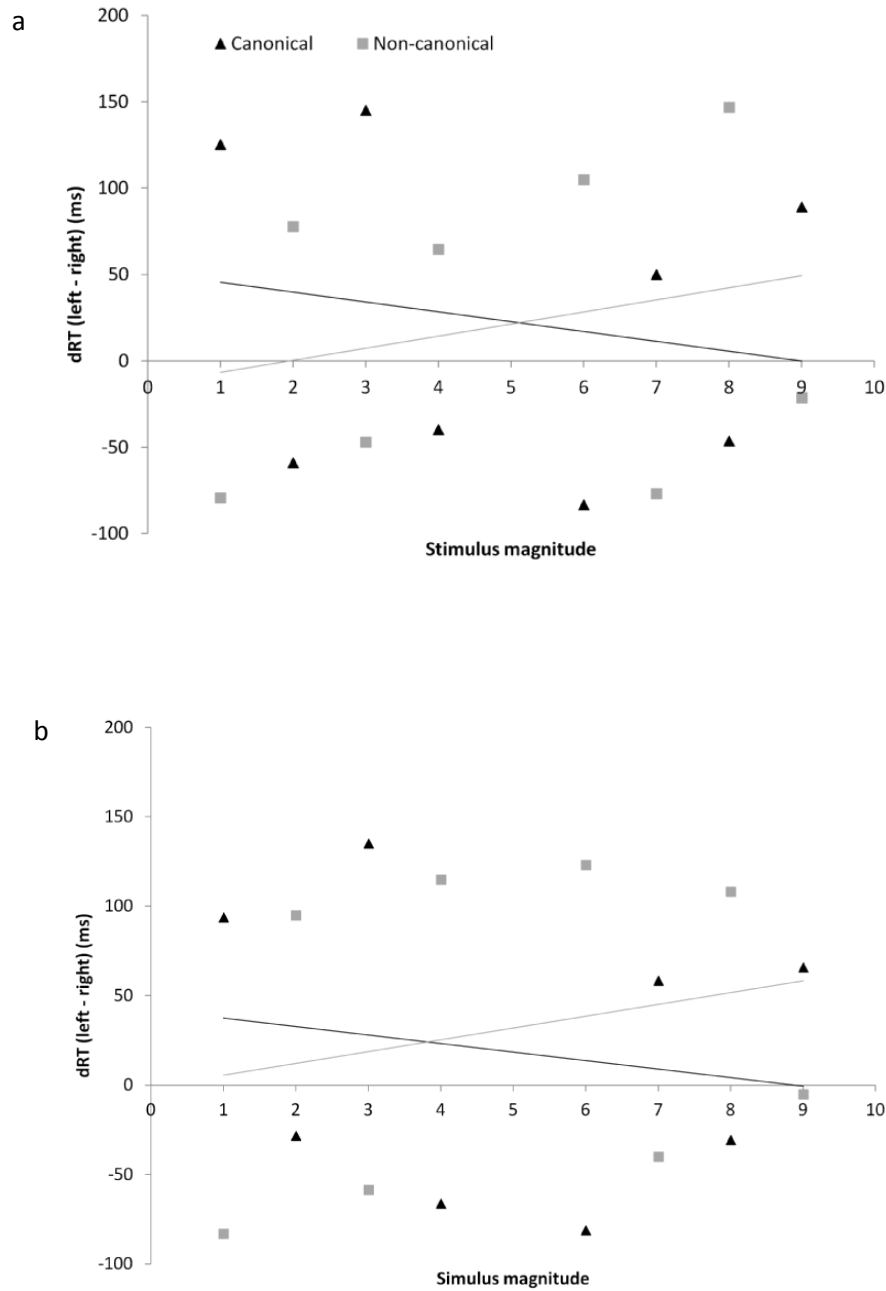 a
200
▲ Canonical ■ Non-canonical
150
100
50
0
0 1 2 3 4 5 6 7 8 9 10
-50
-100
dRT (left - right) (ms)
Stimulus magnitude
b
200
150
100
50
0
0 1 2 3 4 5 6 7 8 9 10
-50
-100
dRT (left - right) (ms)
Simulus magnitude